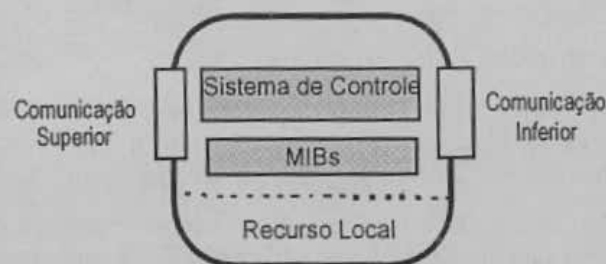 Sistema de Controle
Comunicação
Superior
Comunicação
Inferior
MIBs
Recurso Local